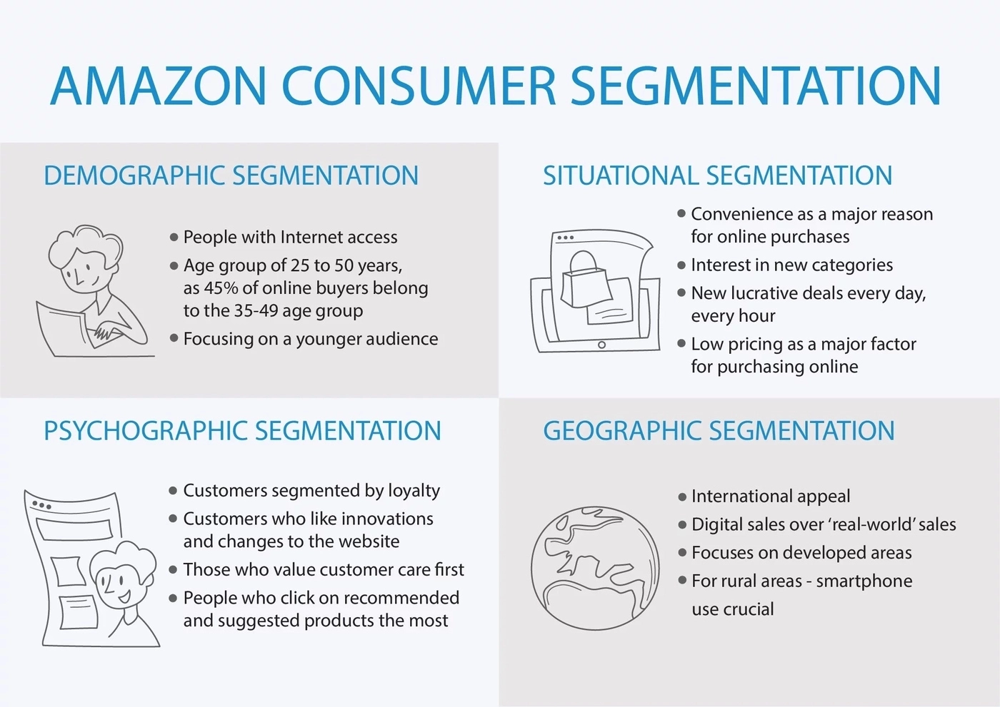 AMAZON CONSUMER SEGMENTATION
DEMOGRAPHIC SEGMENTATION
● People with Internet access
● Age group of 25 to 50 years,
as 45% of online buyers belong
to the 35-49 age group
● Focusing on a younger audience
SITUATIONAL SEGMENTATION
● Convenience as a major reason
for online purchases
● Interest in new categories
● New lucrative deals every day,
every hour
● Low pricing as a major factor
for purchasing online
PSYCHOGRAPHIC SEGMENTATION
● Customers segmented by loyalty
● Customers who like innovations
and changes to the website
● Those who value customer care first
● People who click on recommended
and suggested products the most
GEOGRAPHIC SEGMENTATION
● International appeal
● Digital sales over ‘real-world’ sales
● Focuses on developed areas
● For rural areas - smartphone
use crucial